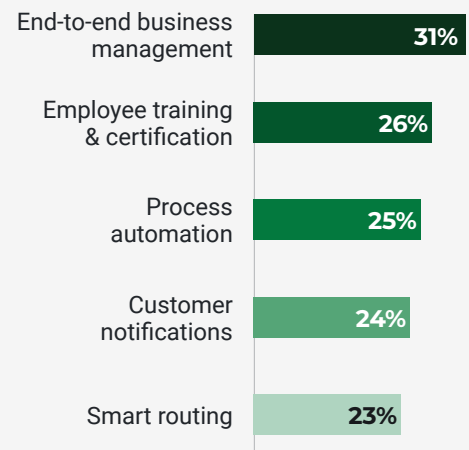 End-to-end business
management
31%
Employee training
& certification
26%
Process
automation
25%
Customer
notifications
24%
Smart routing
23%